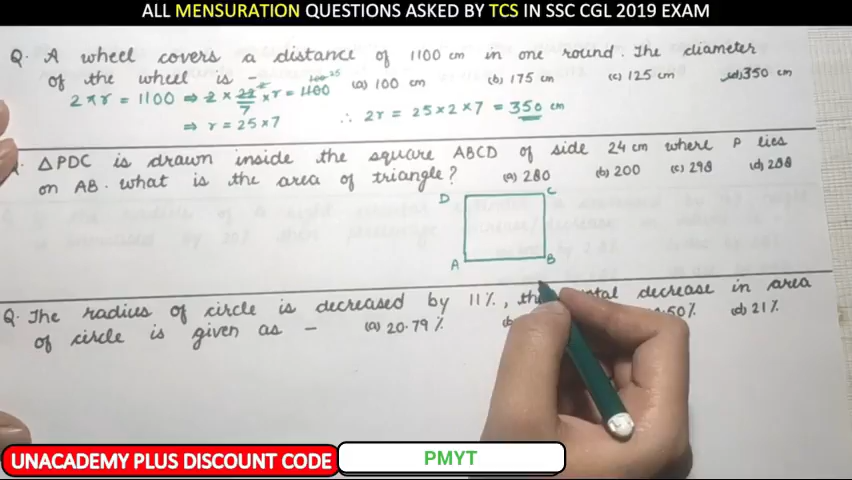 ALL MENSURATION QUESTIONS ASKED BY TCS IN SSC CGL 2019 EXAM
Q. A wheel covers a distance of 1100 cm in one round. The diameter
of the wheel is - (a) 100 cm (b) 175 cm (c) 125 cm (d) 350 cm
2πr = 1100 ⇒ 2 × 22/7 × r = 1100
⇒ r = 25 × 7 ∴ 2r = 25 × 2 × 7 = 350 cm
△PDC is drawn inside the square ABCD of side 24 cm where P lies
on AB. what is the area of triangle? (a) 280 (b) 200 (c) 298 (d) 288
D C
A B
Q. The radius of circle is decreased by 11%, the decrease in area
of circle is given as - (a) 20.79% (d) 21%
UNACADEMY PLUS DISCOUNT CODE PMYT